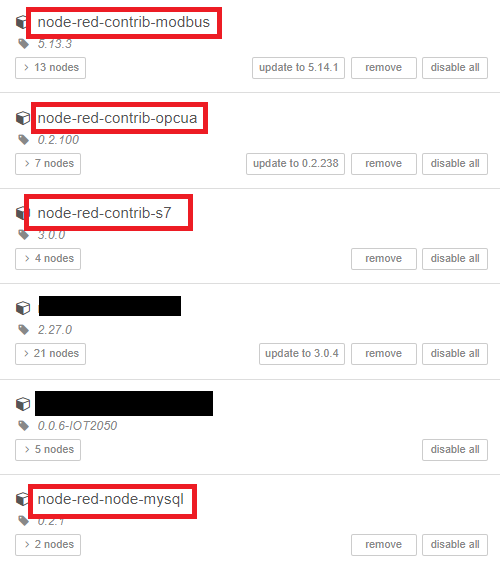 node-red-contrib-modbus
5.13.3
> 13 nodes update to 5.14.1 remove disable all
node-red-contrib-opcua
0.2.100
> 7 nodes update to 0.2.238 remove disable all
node-red-contrib-s7
3.0.0
> 4 nodes remove disable all
2.27.0
> 21 nodes update to 3.0.4 remove disable all
0.0.6-IOT2050
> 5 nodes disable all
node-red-node-mysql
0.2.1
> 2 nodes remove disable all